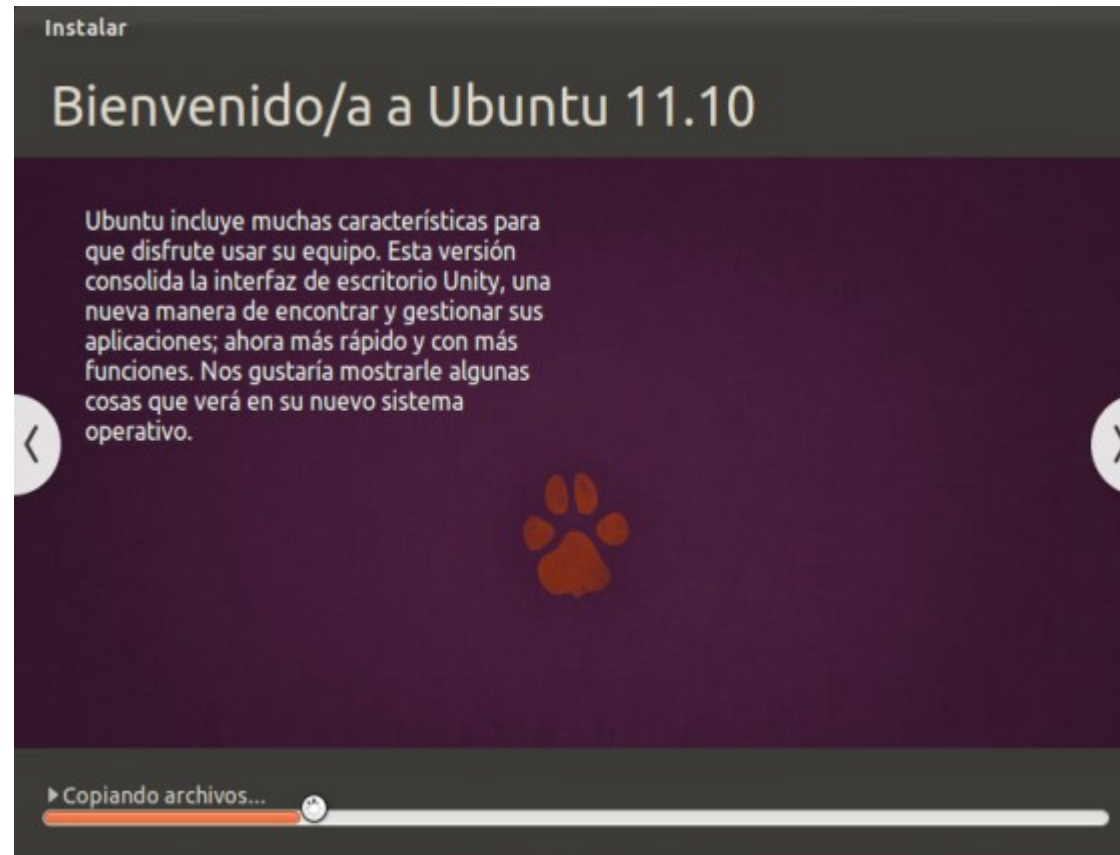 Instalar
Bienvenido/a a Ubuntu 11.10
Ubuntu incluye muchas características para
que disfrute usar su equipo. Esta versión
consolida la interfaz de escritorio Unity, una
nueva manera de encontrar y gestionar sus
aplicaciones; ahora más rápido y con más
funciones. Nos gustaría mostrarle algunas
cosas que verá en su nuevo sistema
operativo.
Copiando archivos...